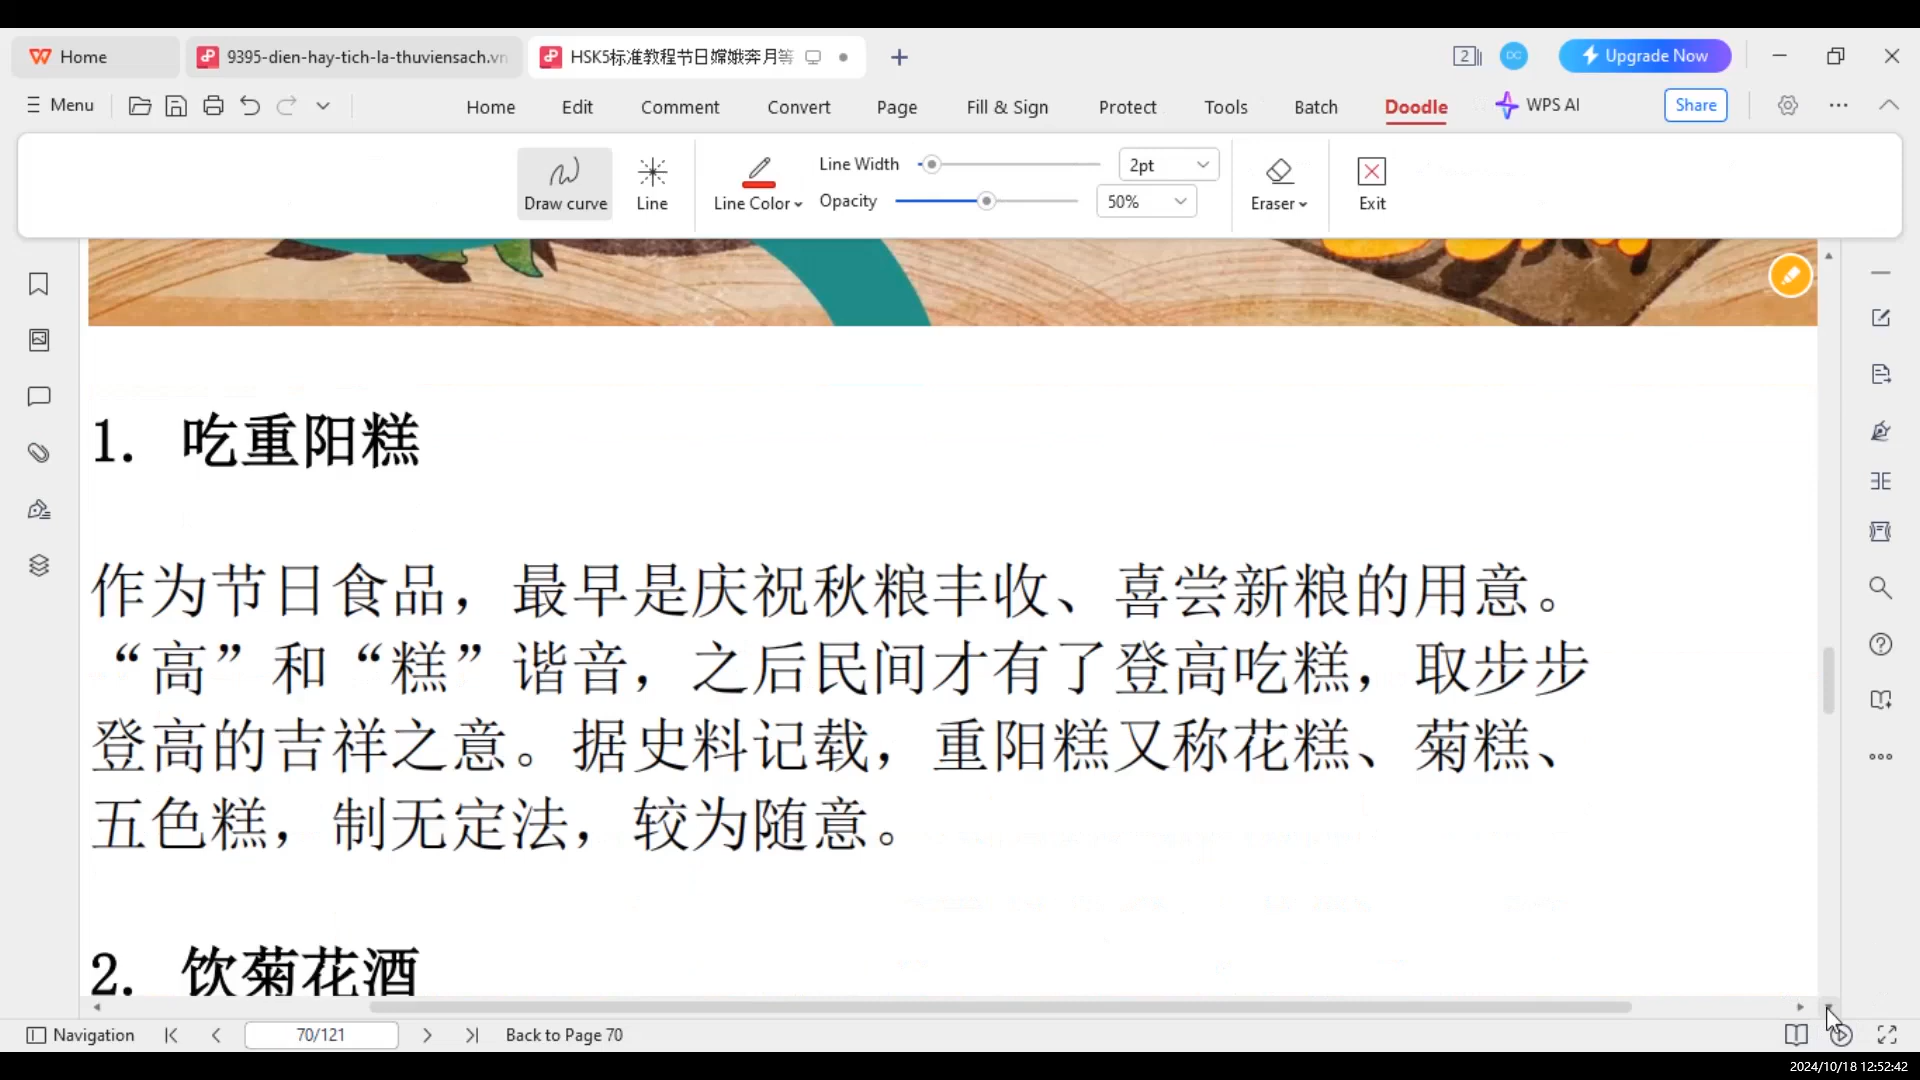 Home
9395-dien-hay-tich-la-thuviensach.vn
HSK5标准教程节日嫦娥奔月等
2
DC
Upgrade Now
Menu
Home
Edit
Comment
Convert
Page
Fill & Sign
Protect
Tools
Batch
Doodle
WPS AI
Share
Draw curve
Line
Line Color
Line Width
2pt
Opacity
50%
Eraser
Exit
1. 吃重阳糕
作为节日食品，最早是庆祝秋粮丰收、喜尝新粮的用意。
“高”和“糕”谐音，之后民间才有了登高吃糕，取步步
登高的吉祥之意。据史料记载，重阳糕又称花糕、菊糕、
五色糕，制无定法，较为随意。
2. 饮菊花酒
Navigation
70/121
Back to Page 70
2024/10/18 12:52:42